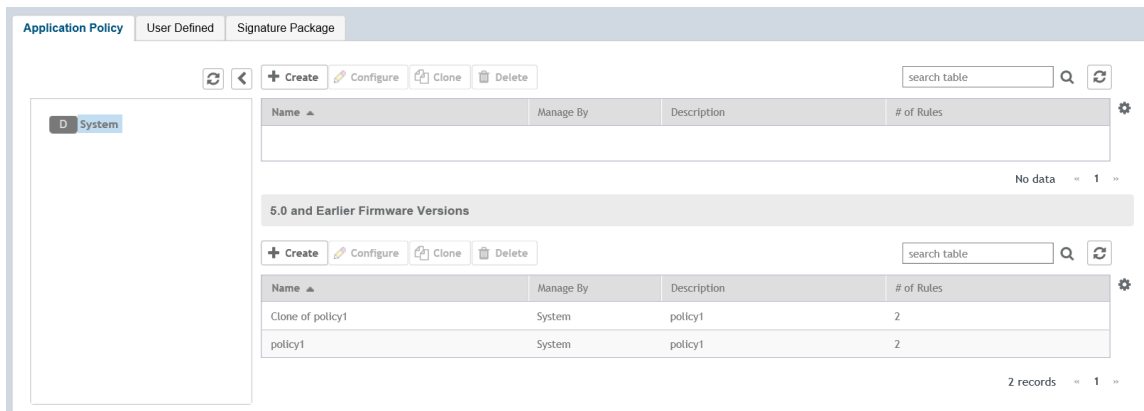 Application Policy User Defined Signature Package
Create Configure Clone Delete search table
D System
Name Manage By Description # of Rules
No data « 1 »
5.0 and Earlier Firmware Versions
Create Configure Clone Delete search table
Name Manage By Description # of Rules
Clone of policy1 System policy1 2
policy1 System policy1 2
2 records « 1 »